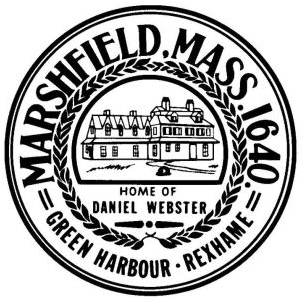 MARSHFIELD, MASS. 1640.
HOME OF
DANIEL WEBSTER
= GREEN HARBOUR · REXHAME =